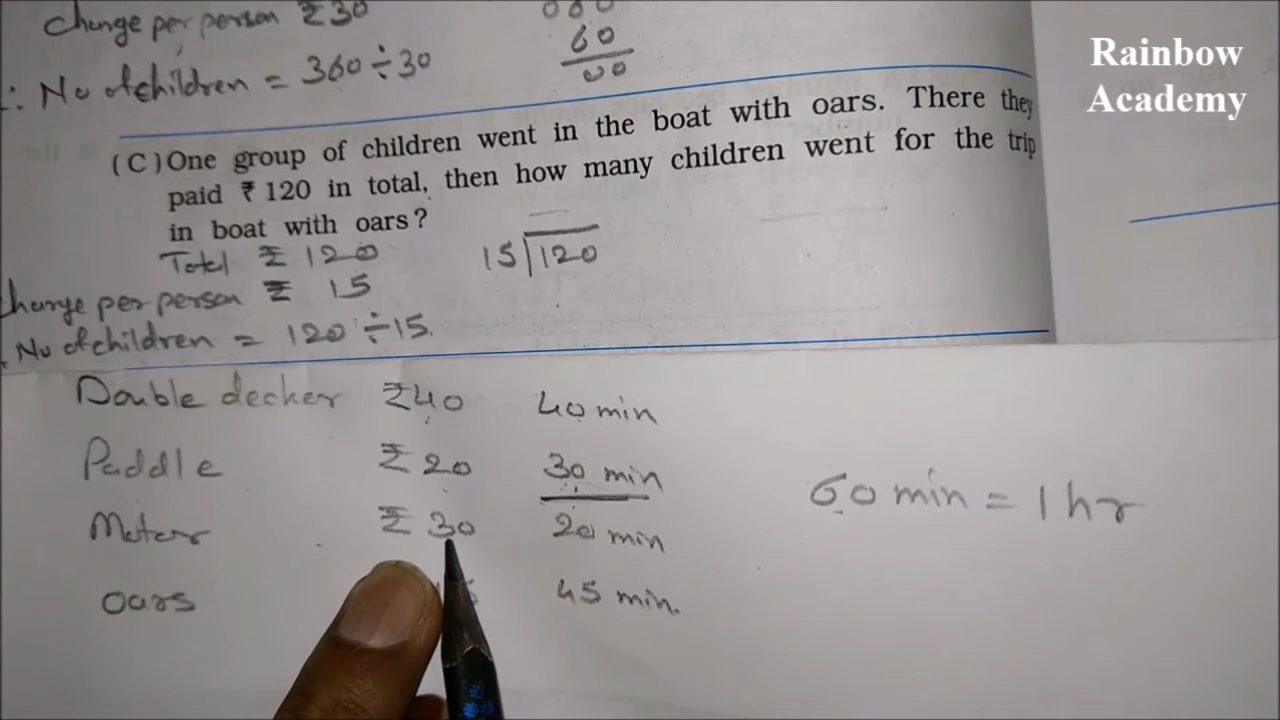 Change per person ₹30
Rainbow
Academy
000
60
00
∴ No of children = 360 ÷ 30
(C) One group of children went in the boat with oars. There they
paid ₹ 120 in total, then how many children went for the trip
in boat with oars?
Total ₹ 120
15 120
Charge per person ₹ 15
No of children = 120 ÷ 15.
Double decker ₹40 40 min
Paddle ₹ 20 30 min
Motor ₹ 30 20 min
60 min = 1 hr
Oars 45 min.